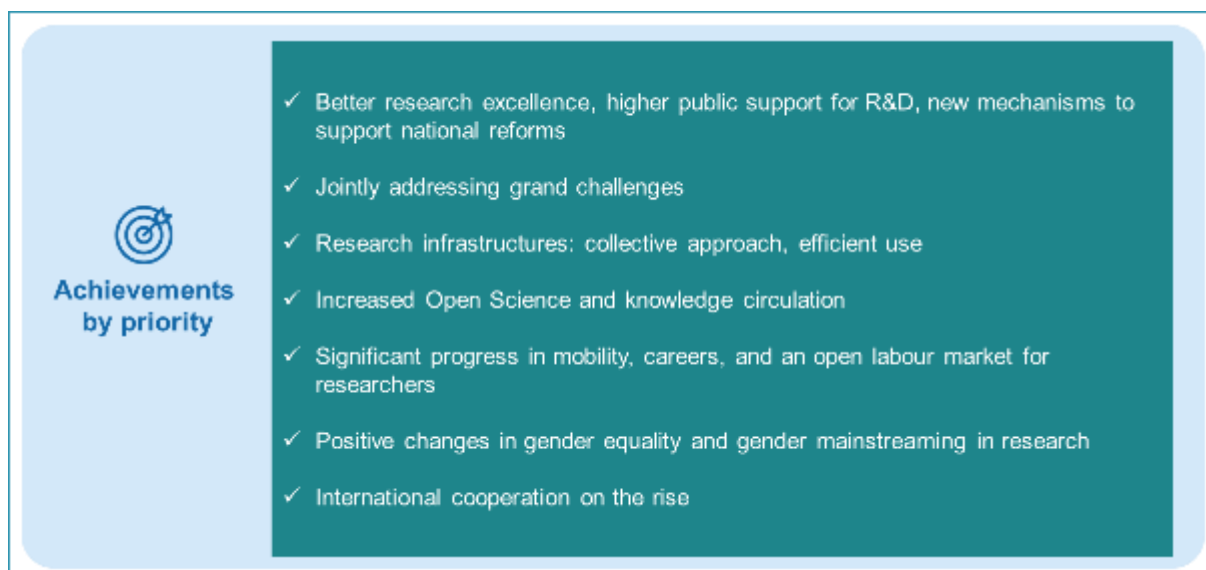 Achievements
by priority
✓ Better research excellence, higher public support for R&D, new mechanisms to
support national reforms
✓ Jointly addressing grand challenges
✓ Research infrastructures: collective approach, efficient use
✓ Increased Open Science and knowledge circulation
✓ Significant progress in mobility, careers, and an open labour market for
researchers
✓ Positive changes in gender equality and gender mainstreaming in research
✓ International cooperation on the rise